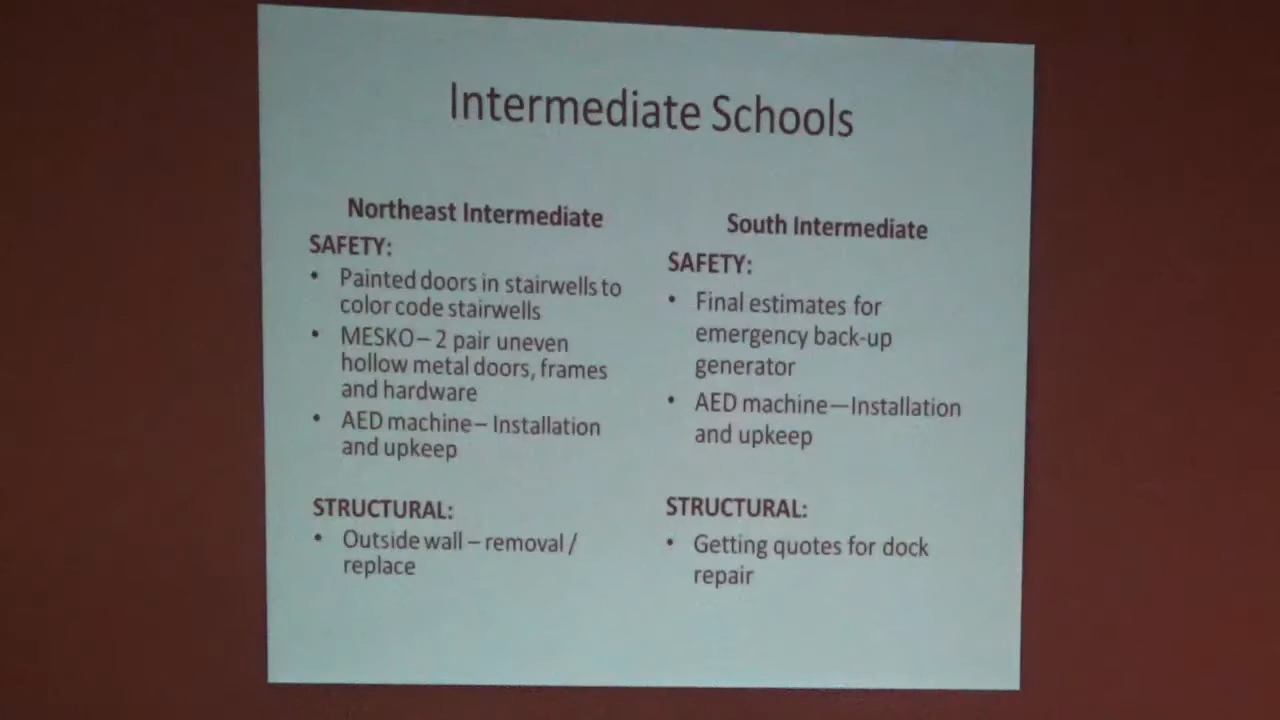 Intermediate Schools
Northeast Intermediate
SAFETY:
• Painted doors in stairwells to
color code stairwells
• MESKO – 2 pair uneven
hollow metal doors, frames
and hardware
• AED machine – Installation
and upkeep
STRUCTURAL:
• Outside wall – removal /
replace
South Intermediate
SAFETY:
• Final estimates for
emergency back-up
generator
• AED machine—Installation
and upkeep
STRUCTURAL:
• Getting quotes for dock
repair